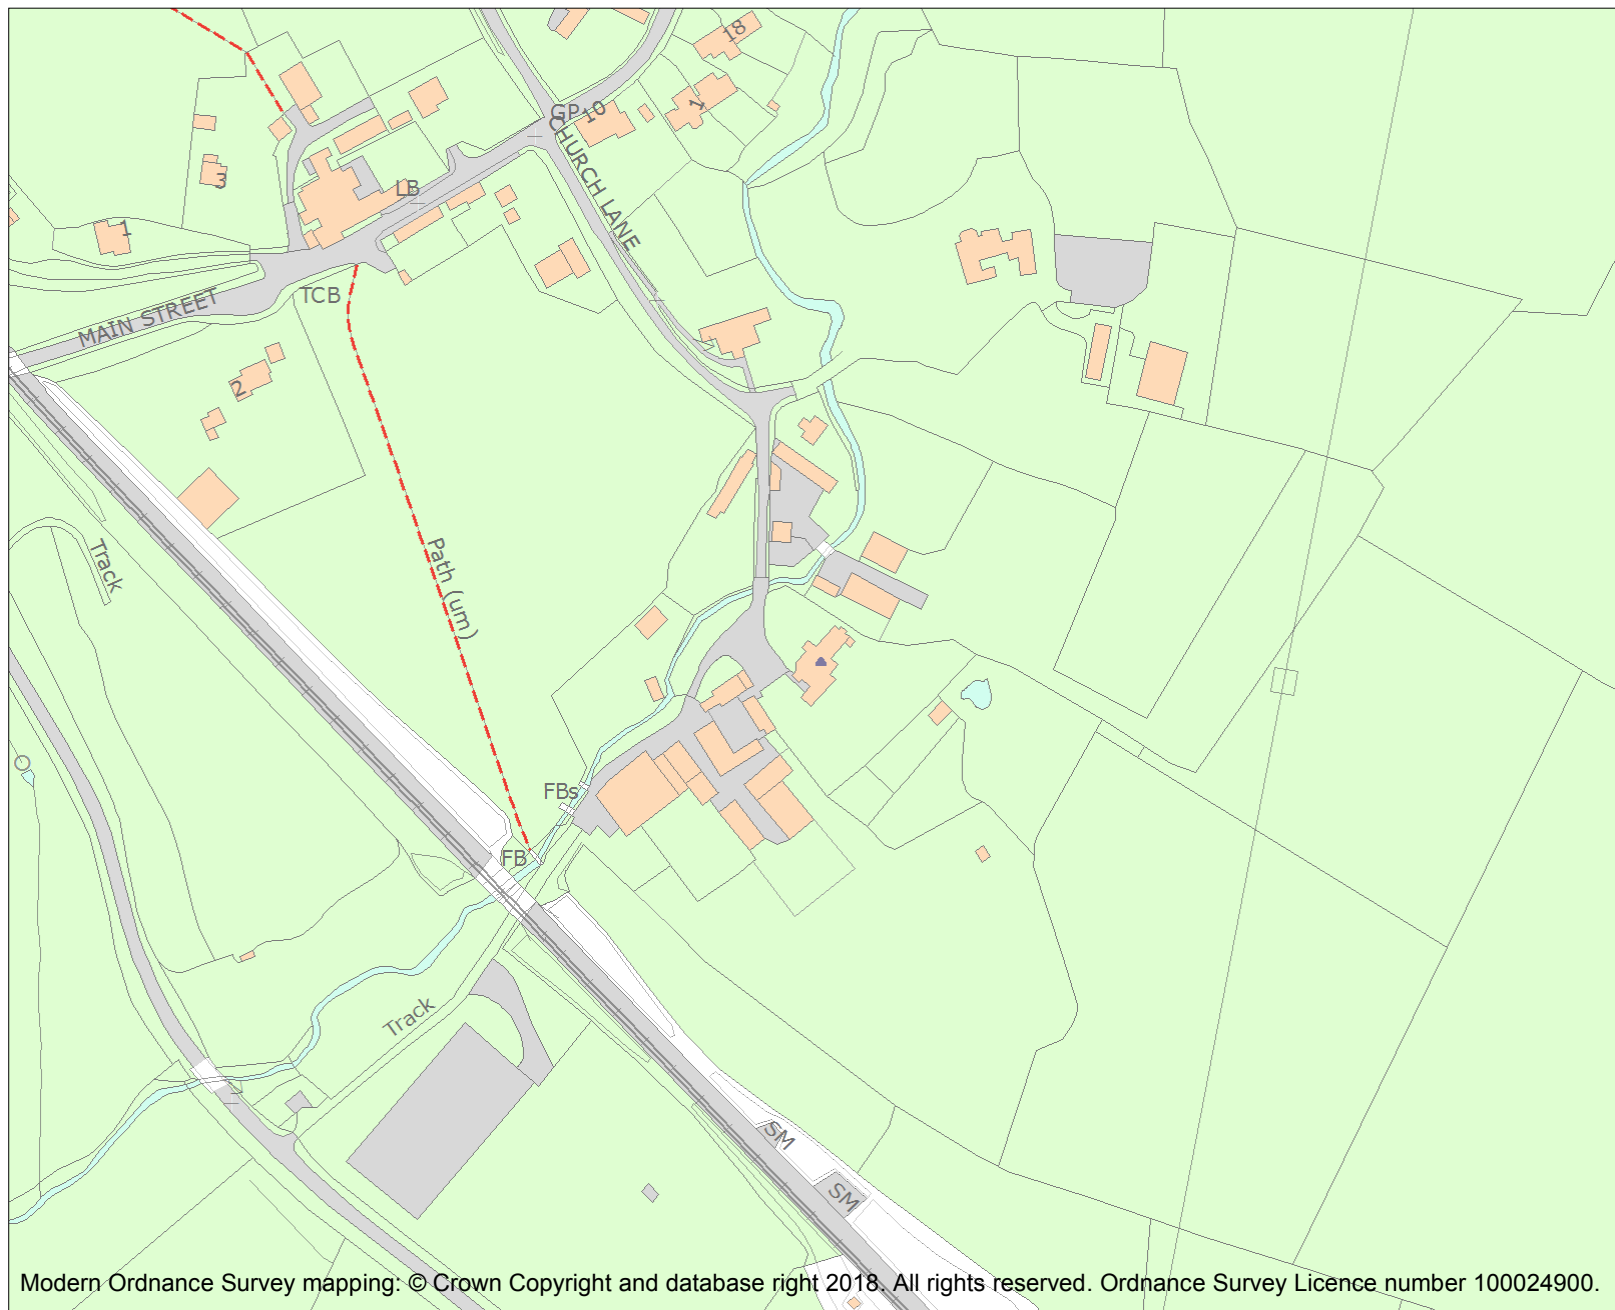 18
GP
10
1
CHURCH LANE
3
LB
1
TCB
MAIN STREET
2
Track
Path (um)
FBs
FB
Track
SM
SM
Modern Ordnance Survey mapping: © Crown Copyright and database right 2018. All rights reserved. Ordnance Survey Licence number 100024900.